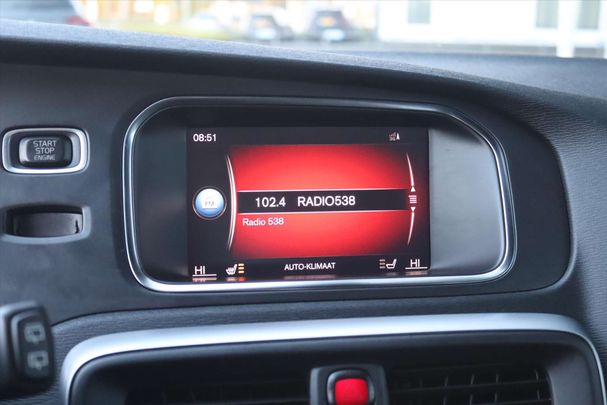 08:51
START
STOP
ENGINE
FM
102.4 RADIO538
Radio 538
HI AUTO-KLIMAAT HI